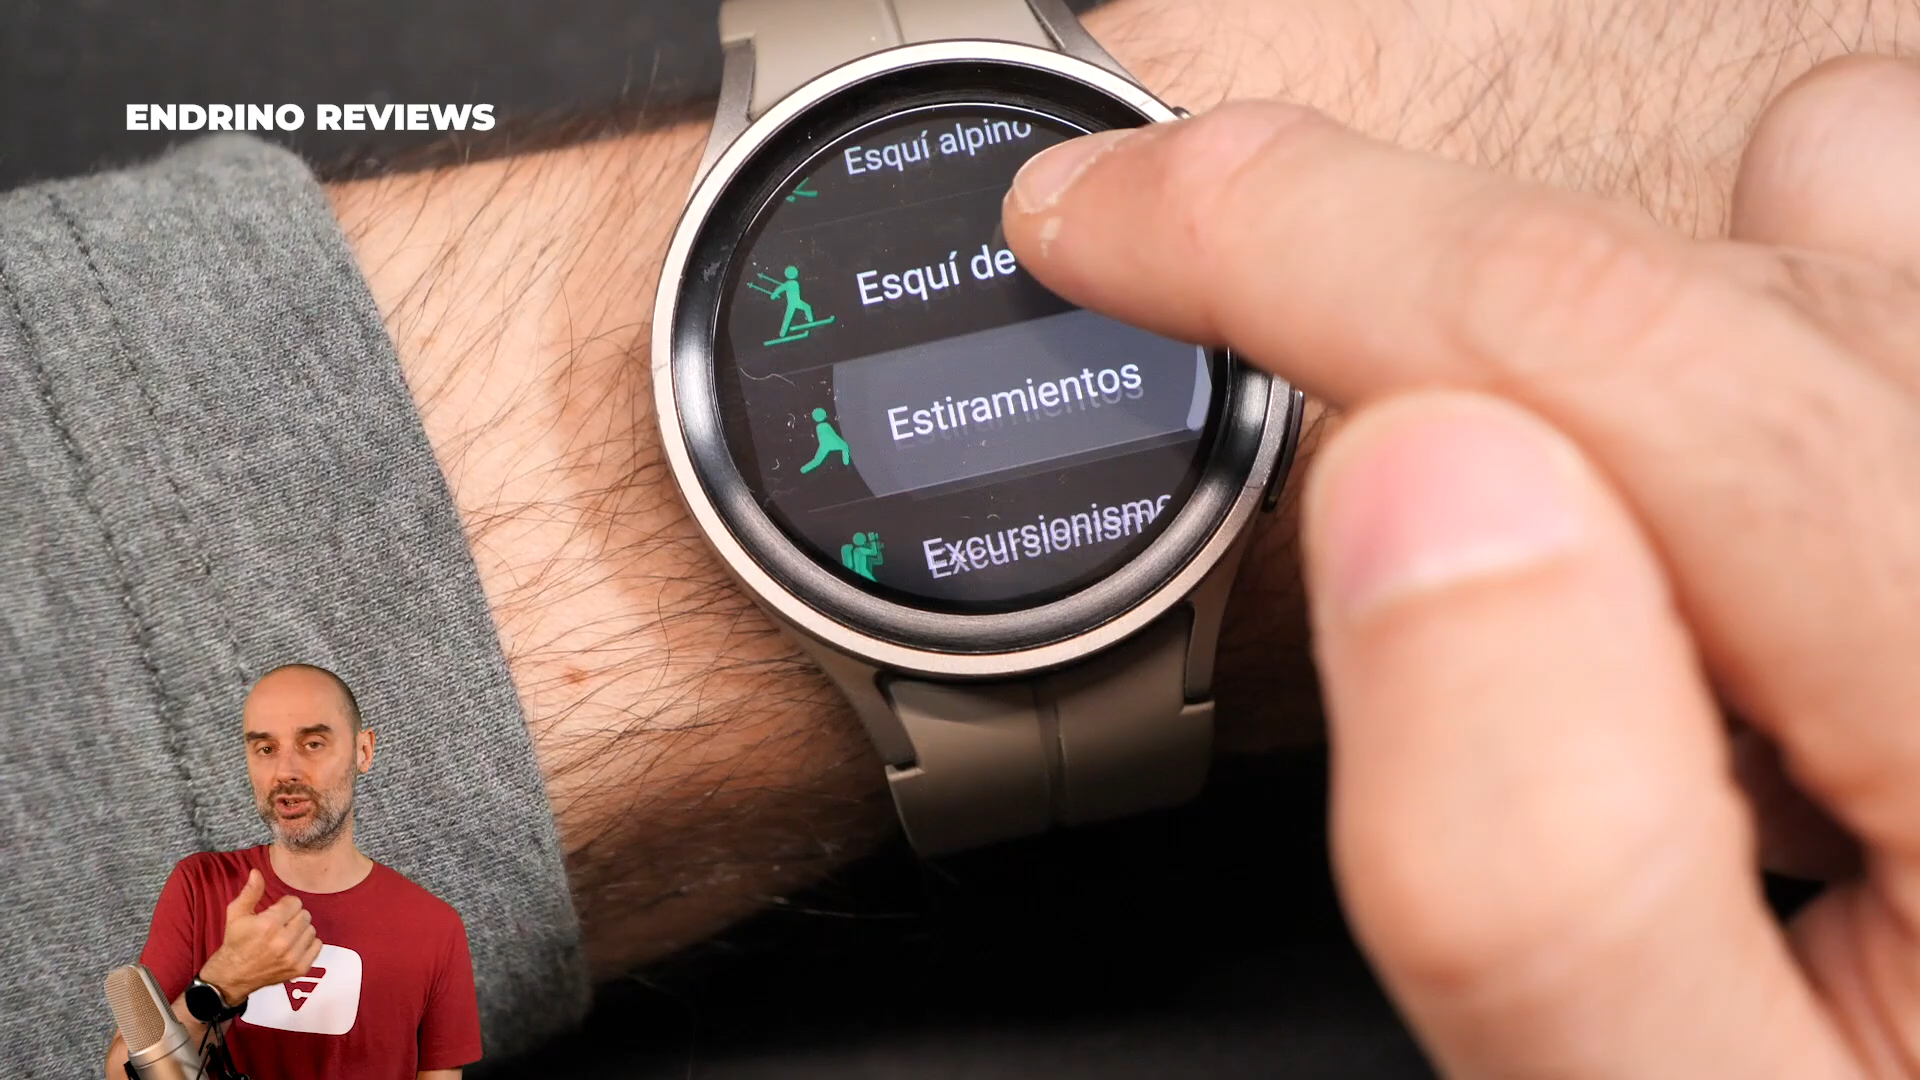 ENDRINO REVIEWS
Esquí alpino
Esquí de
Estiramientos
Excursionismo